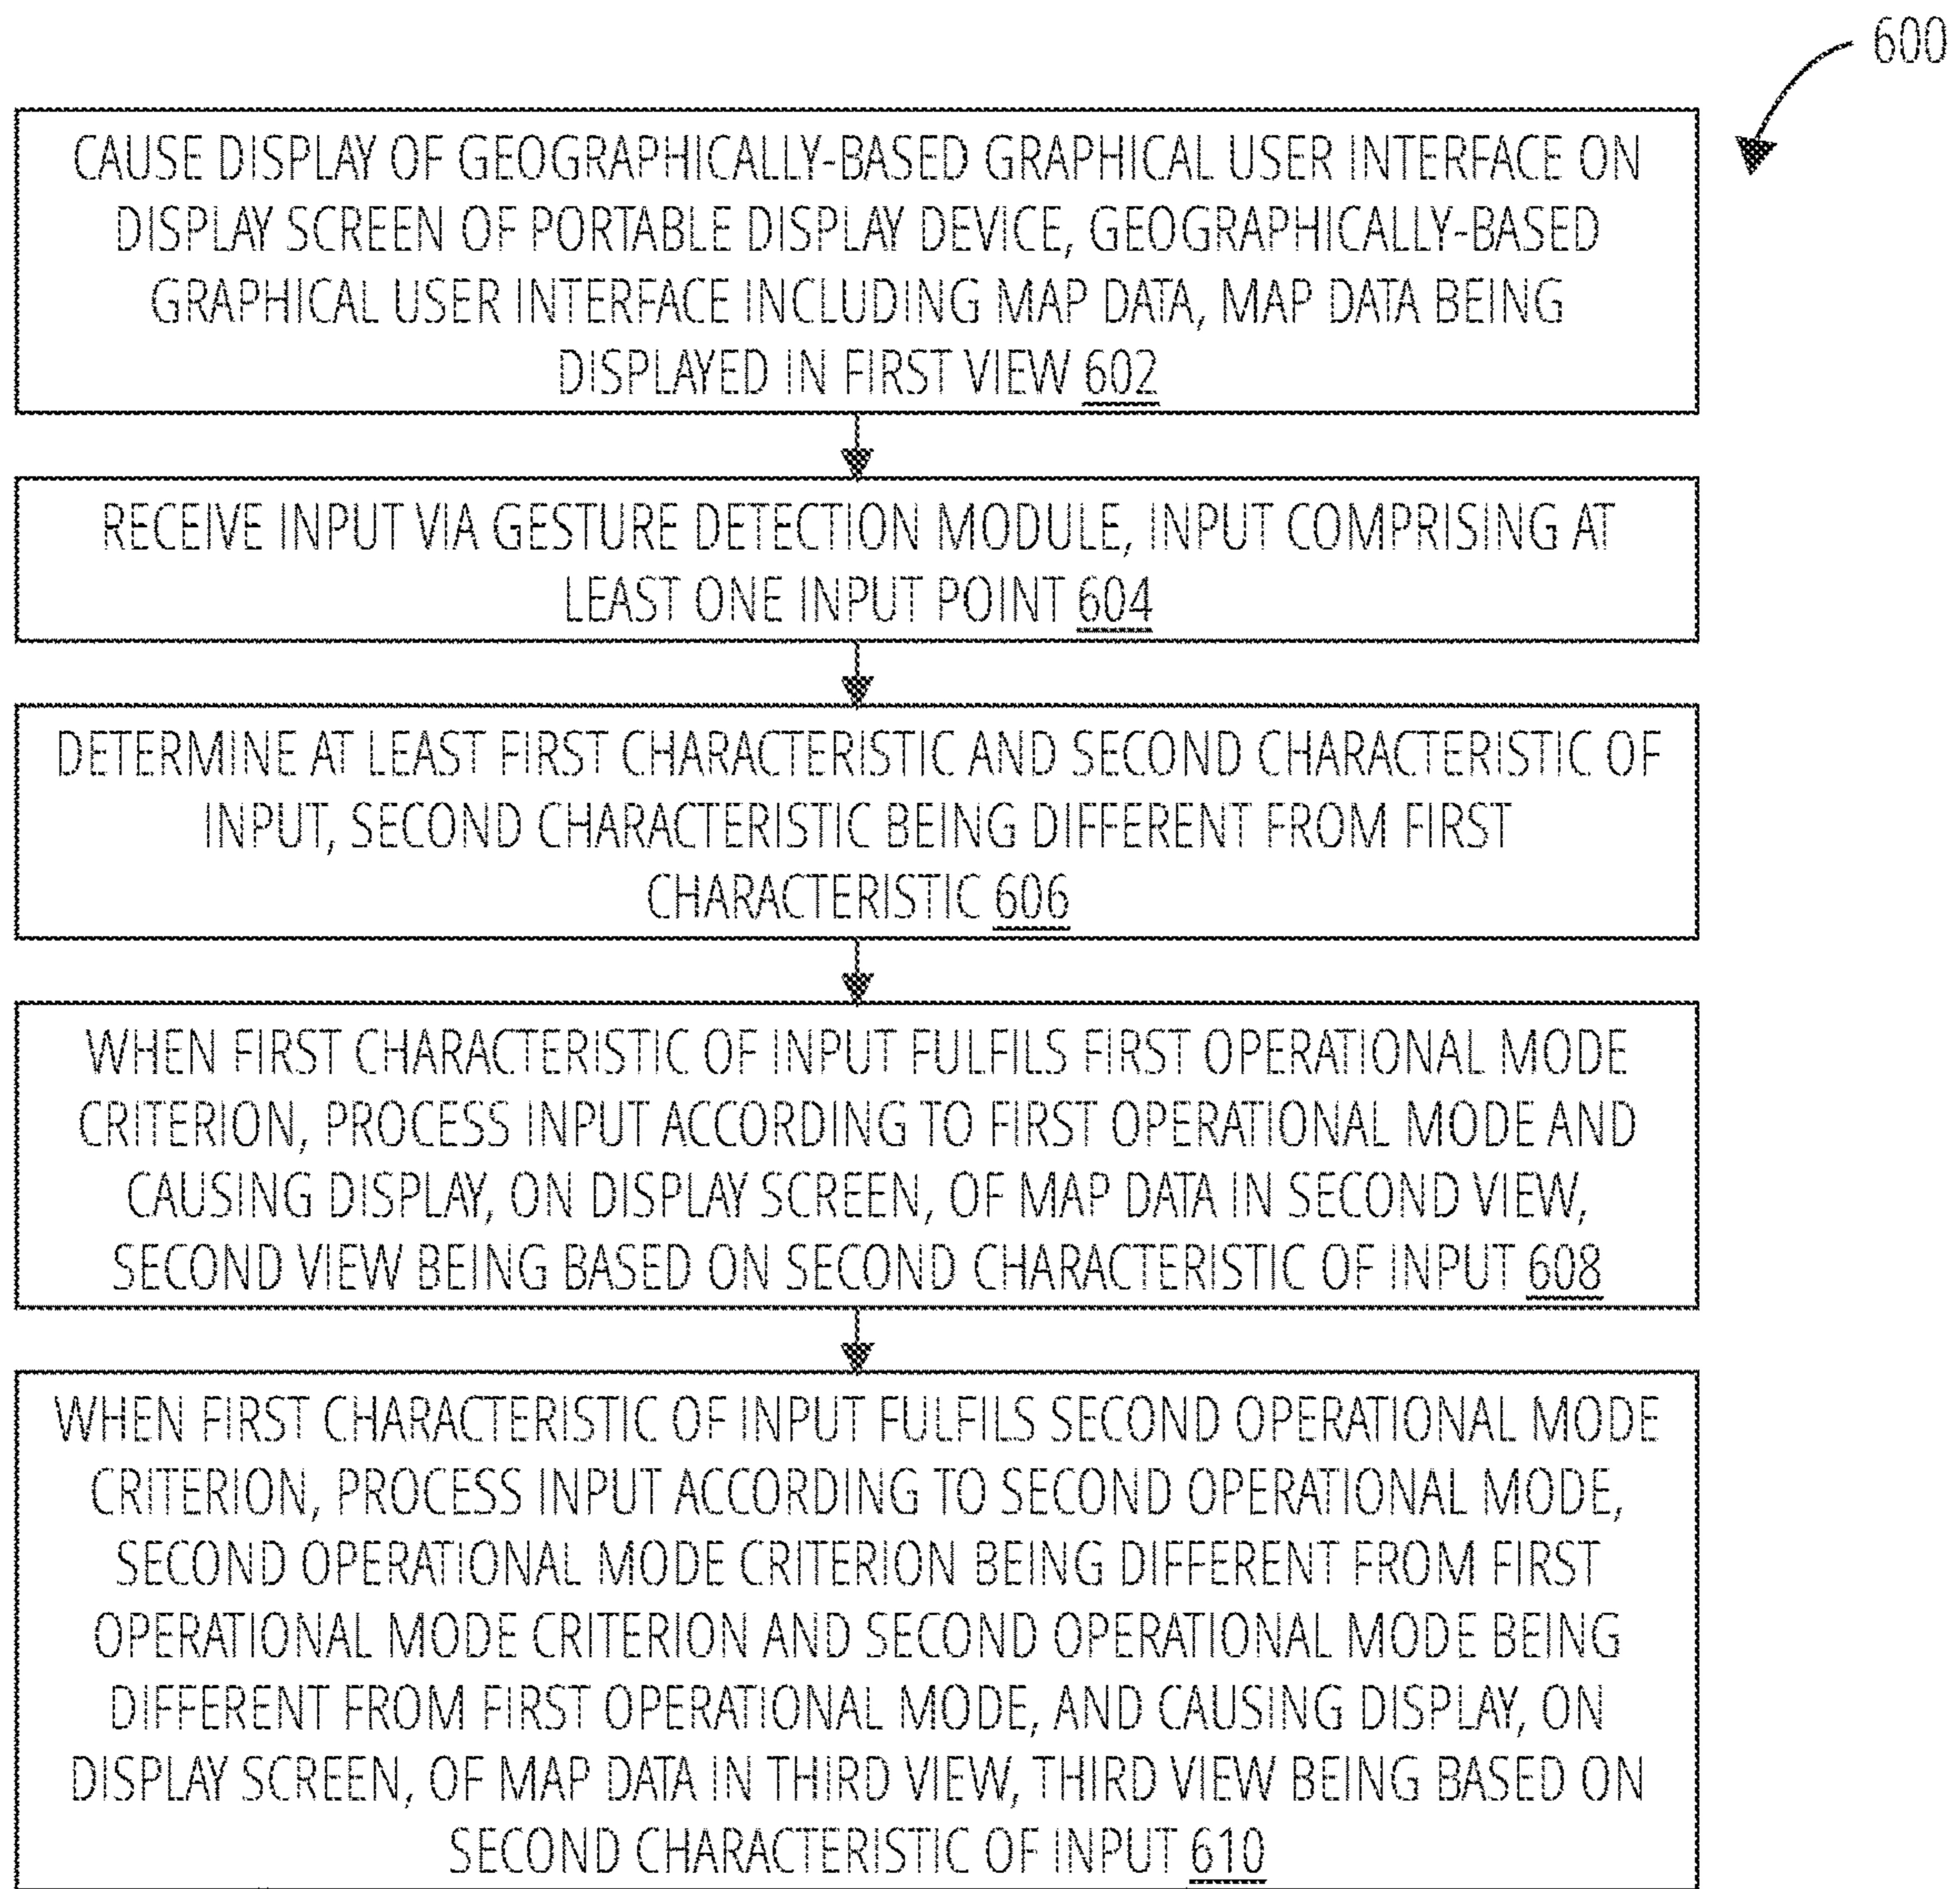 600
CAUSE DISPLAY OF GEOGRAPHICALLY-BASED GRAPHICAL USER INTERFACE ON
DISPLAY SCREEN OF PORTABLE DISPLAY DEVICE, GEOGRAPHICALLY-BASED
GRAPHICAL USER INTERFACE INCLUDING MAP DATA, MAP DATA BEING
DISPLAYED IN FIRST VIEW 602
RECEIVE INPUT VIA GESTURE DETECTION MODULE, INPUT COMPRISING AT
LEAST ONE INPUT POINT 604
DETERMINE AT LEAST FIRST CHARACTERISTIC AND SECOND CHARACTERISTIC OF
INPUT, SECOND CHARACTERISTIC BEING DIFFERENT FROM FIRST
CHARACTERISTIC 606
WHEN FIRST CHARACTERISTIC OF INPUT FULFILS FIRST OPERATIONAL MODE
CRITERION, PROCESS INPUT ACCORDING TO FIRST OPERATIONAL MODE AND
CAUSING DISPLAY, ON DISPLAY SCREEN, OF MAP DATA IN SECOND VIEW,
SECOND VIEW BEING BASED ON SECOND CHARACTERISTIC OF INPUT 608
WHEN FIRST CHARACTERISTIC OF INPUT FULFILS SECOND OPERATIONAL MODE
CRITERION, PROCESS INPUT ACCORDING TO SECOND OPERATIONAL MODE,
SECOND OPERATIONAL MODE CRITERION BEING DIFFERENT FROM FIRST
OPERATIONAL MODE CRITERION AND SECOND OPERATIONAL MODE BEING
DIFFERENT FROM FIRST OPERATIONAL MODE, AND CAUSING DISPLAY, ON
DISPLAY SCREEN, OF MAP DATA IN THIRD VIEW, THIRD VIEW BEING BASED ON
SECOND CHARACTERISTIC OF INPUT 610